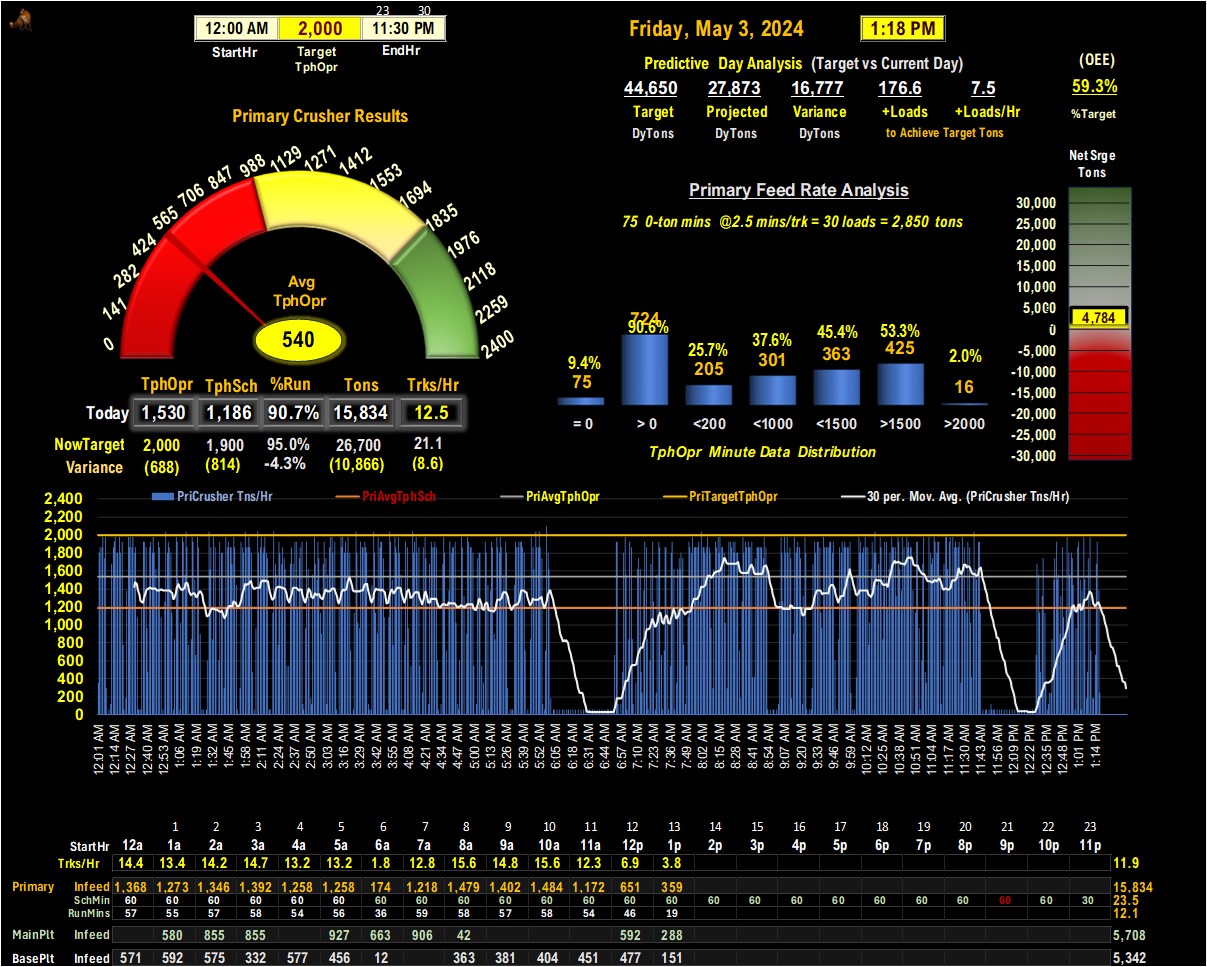 23 30
12:00 AM 2,000 11:30 PM
StartHr Target EndHr
TphOpr
Friday, May 3, 2024 1:18 PM
Predictive Day Analysis (Target vs Current Day)
44,650 27,873 16,777 176.6 7.5
Target Projected Variance +Loads +Loads/Hr
DyTons DyTons DyTons to Achieve Target Tons
(OEE)
59.3%
%Target
Primary Crusher Results
0 141 282 424 565 706 847 988 1129 1271 1412 1553 1694 1835 1976 2118 2259 2400
Avg
TphOpr
540
TphOpr TphSch %Run Tons Trks/Hr
Today 1,530 1,186 90.7% 15,834 12.5
NowTarget 2,000 1,900 95.0% 26,700 21.1
Variance (688) (814) -4.3% (10,866) (8.6)
Primary Feed Rate Analysis
75 0-ton mins @2.5 mins/trk = 30 loads = 2,850 tons
9.4% 90.6% 25.7% 37.6% 45.4% 53.3% 2.0%
75 724 205 301 363 425 16
= 0 > 0 <200 <1000 <1500 >1500 >2000
TphOpr Minute Data Distribution
Net Srge
Tons
30,000
25,000
20,000
15,000
10,000
5,000
4,784
0
-5,000
-10,000
-15,000
-20,000
-25,000
-30,000
PriCrusher Tns/Hr PriAvgTphSch PriAvgTphOpr PriTargetTphOpr 30 per. Mov. Avg. (PriCrusher Tns/Hr)
2,400
2,200
2,000
1,800
1,600
1,400
1,200
1,000
800
600
400
200
0
12:01 AM 12:14 AM 12:27 AM 12:40 AM 12:53 AM 1:06 AM 1:19 AM 1:32 AM 1:45 AM 1:58 AM 2:11 AM 2:24 AM 2:37 AM 2:50 AM 3:03 AM 3:16 AM 3:29 AM 3:42 AM 3:55 AM 4:08 AM 4:21 AM 4:34 AM 4:47 AM 5:00 AM 5:13 AM 5:26 AM 5:39 AM 5:52 AM 6:05 AM 6:18 AM 6:31 AM 6:44 AM 6:57 AM 7:10 AM 7:23 AM 7:36 AM 7:49 AM 8:02 AM 8:15 AM 8:28 AM 8:41 AM 8:54 AM 9:07 AM 9:20 AM 9:33 AM 9:46 AM 9:59 AM 10:12 AM 10:25 AM 10:38 AM 10:51 AM 11:04 AM 11:17 AM 11:30 AM 11:43 AM 11:56 AM 12:09 PM 12:22 PM 12:35 PM 12:48 PM 1:01 PM 1:14 PM
1 2 3 4 5 6 7 8 9 10 11 12 13 14 15 16 17 18 19 20 21 22 23
StartHr 12a 1a 2a 3a 4a 5a 6a 7a 8a 9a 10a 11a 12p 1p 2p 3p 4p 5p 6p 7p 8p 9p 10p 11p
Trks/Hr 14.4 13.4 14.2 14.7 13.2 13.2 1.8 12.8 15.6 14.8 15.6 12.3 6.9 3.8 11.9
Primary Infeed 1,368 1,273 1,346 1,392 1,258 1,258 174 1,218 1,479 1,402 1,484 1,172 651 359 15,834
SchMin 60 60 60 60 60 60 60 60 60 60 60 60 60 60 60 60 60 60 60 60 60 60 60 30 23.5
RunMins 57 55 57 58 54 56 36 59 58 57 58 54 46 19 12.1
MainPlt Infeed 580 855 855 927 663 906 42 592 288 5,708
BasePlt Infeed 571 592 575 332 577 456 12 363 381 404 451 477 151 5,342